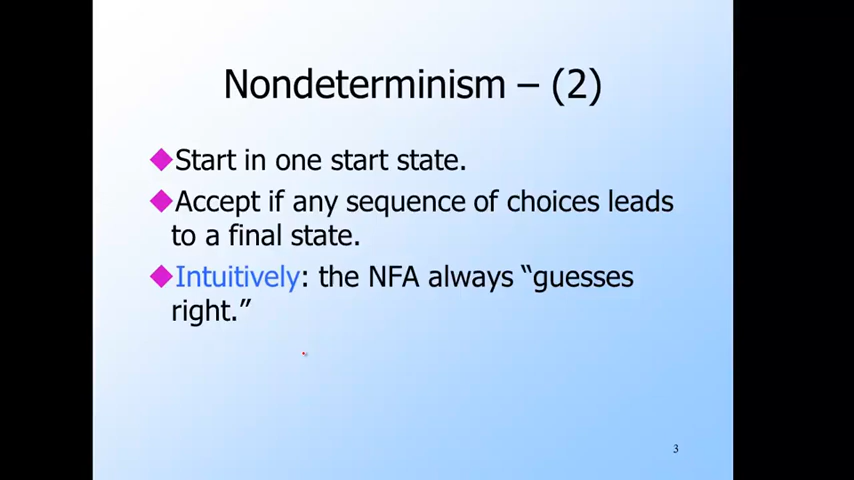 Nondeterminism – (2)
Start in one start state.
Accept if any sequence of choices leads
to a final state.
Intuitively: the NFA always “guesses
right.”
3